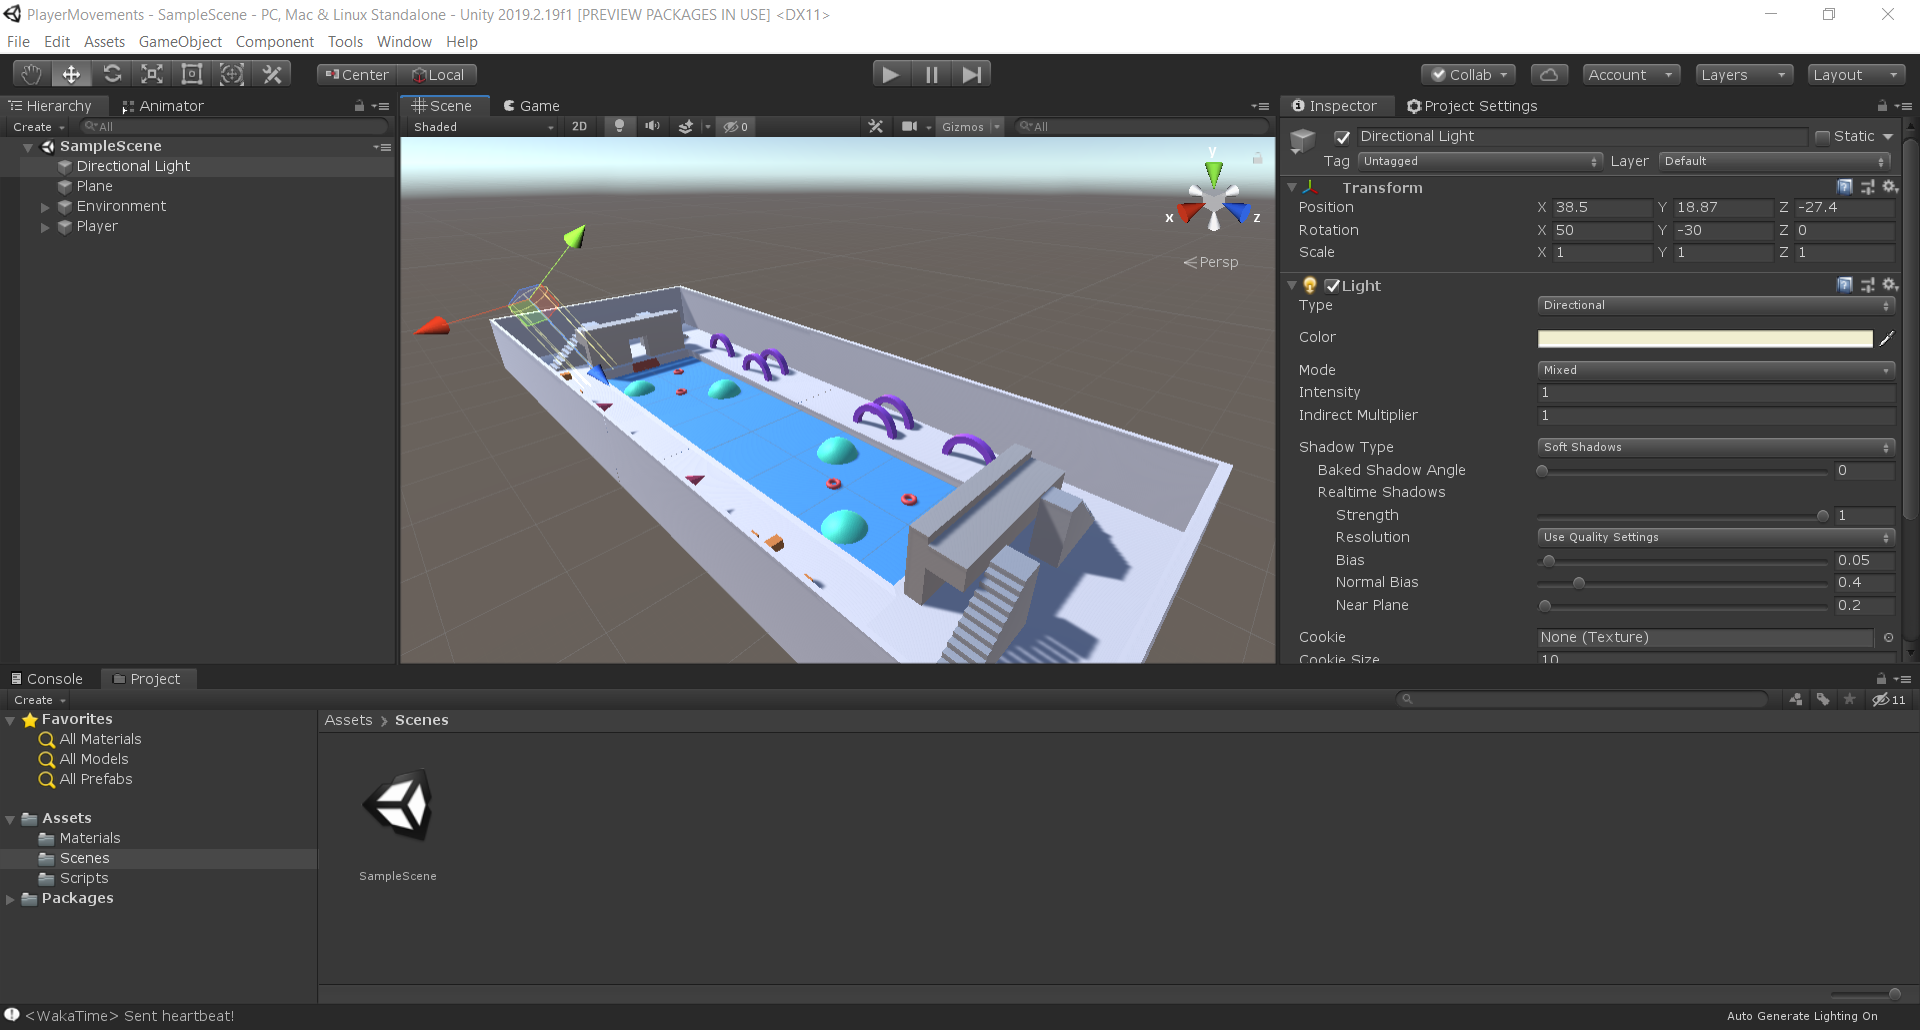 PlayerMovements - SampleScene - PC, Mac & Linux Standalone - Unity 2019.2.19f1 [PREVIEW PACKAGES IN USE] <DX11>
File Edit Assets GameObject Component Tools Window Help
Center Local Collab Account Layers Layout
Hierarchy Animator
Create All
SampleScene
Directional Light
Plane
Environment
Player
Scene Game
Shaded 2D 0 Gizmos All
y
x z
Persp
Inspector Project Settings
Directional Light Static
Tag Untagged Layer Default
Transform
Position X 38.5 Y 18.87 Z -27.4
Rotation X 50 Y -30 Z 0
Scale X 1 Y 1 Z 1
Light
Type Directional
Color
Mode Mixed
Intensity 1
Indirect Multiplier 1
Shadow Type Soft Shadows
Baked Shadow Angle 0
Realtime Shadows
Strength 1
Resolution Use Quality Settings
Bias 0.05
Normal Bias 0.4
Near Plane 0.2
Cookie None (Texture)
Cookie Size 10
Console Project
Create 11
Favorites
All Materials
All Models
All Prefabs
Assets
Materials
Scenes
Scripts
Packages
Assets > Scenes
SampleScene
<WakaTime> Sent heartbeat!
Auto Generate Lighting On